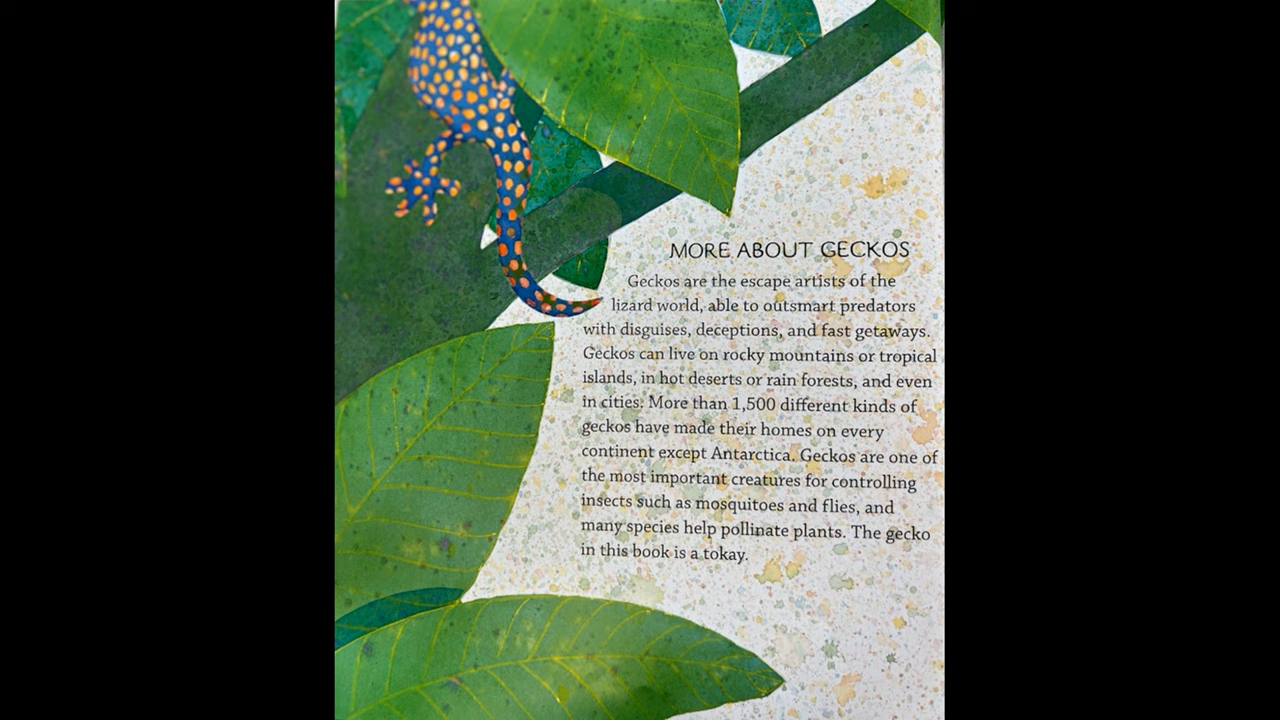 MORE ABOUT GECKOS
Geckos are the escape artists of the
lizard world, able to outsmart predators
with disguises, deceptions, and fast getaways.
Geckos can live on rocky mountains or tropical
islands, in hot deserts or rain forests, and even
in cities. More than 1,500 different kinds of
geckos have made their homes on every
continent except Antarctica. Geckos are one of
the most important creatures for controlling
insects such as mosquitoes and flies, and
many species help pollinate plants. The gecko
in this book is a tokay.